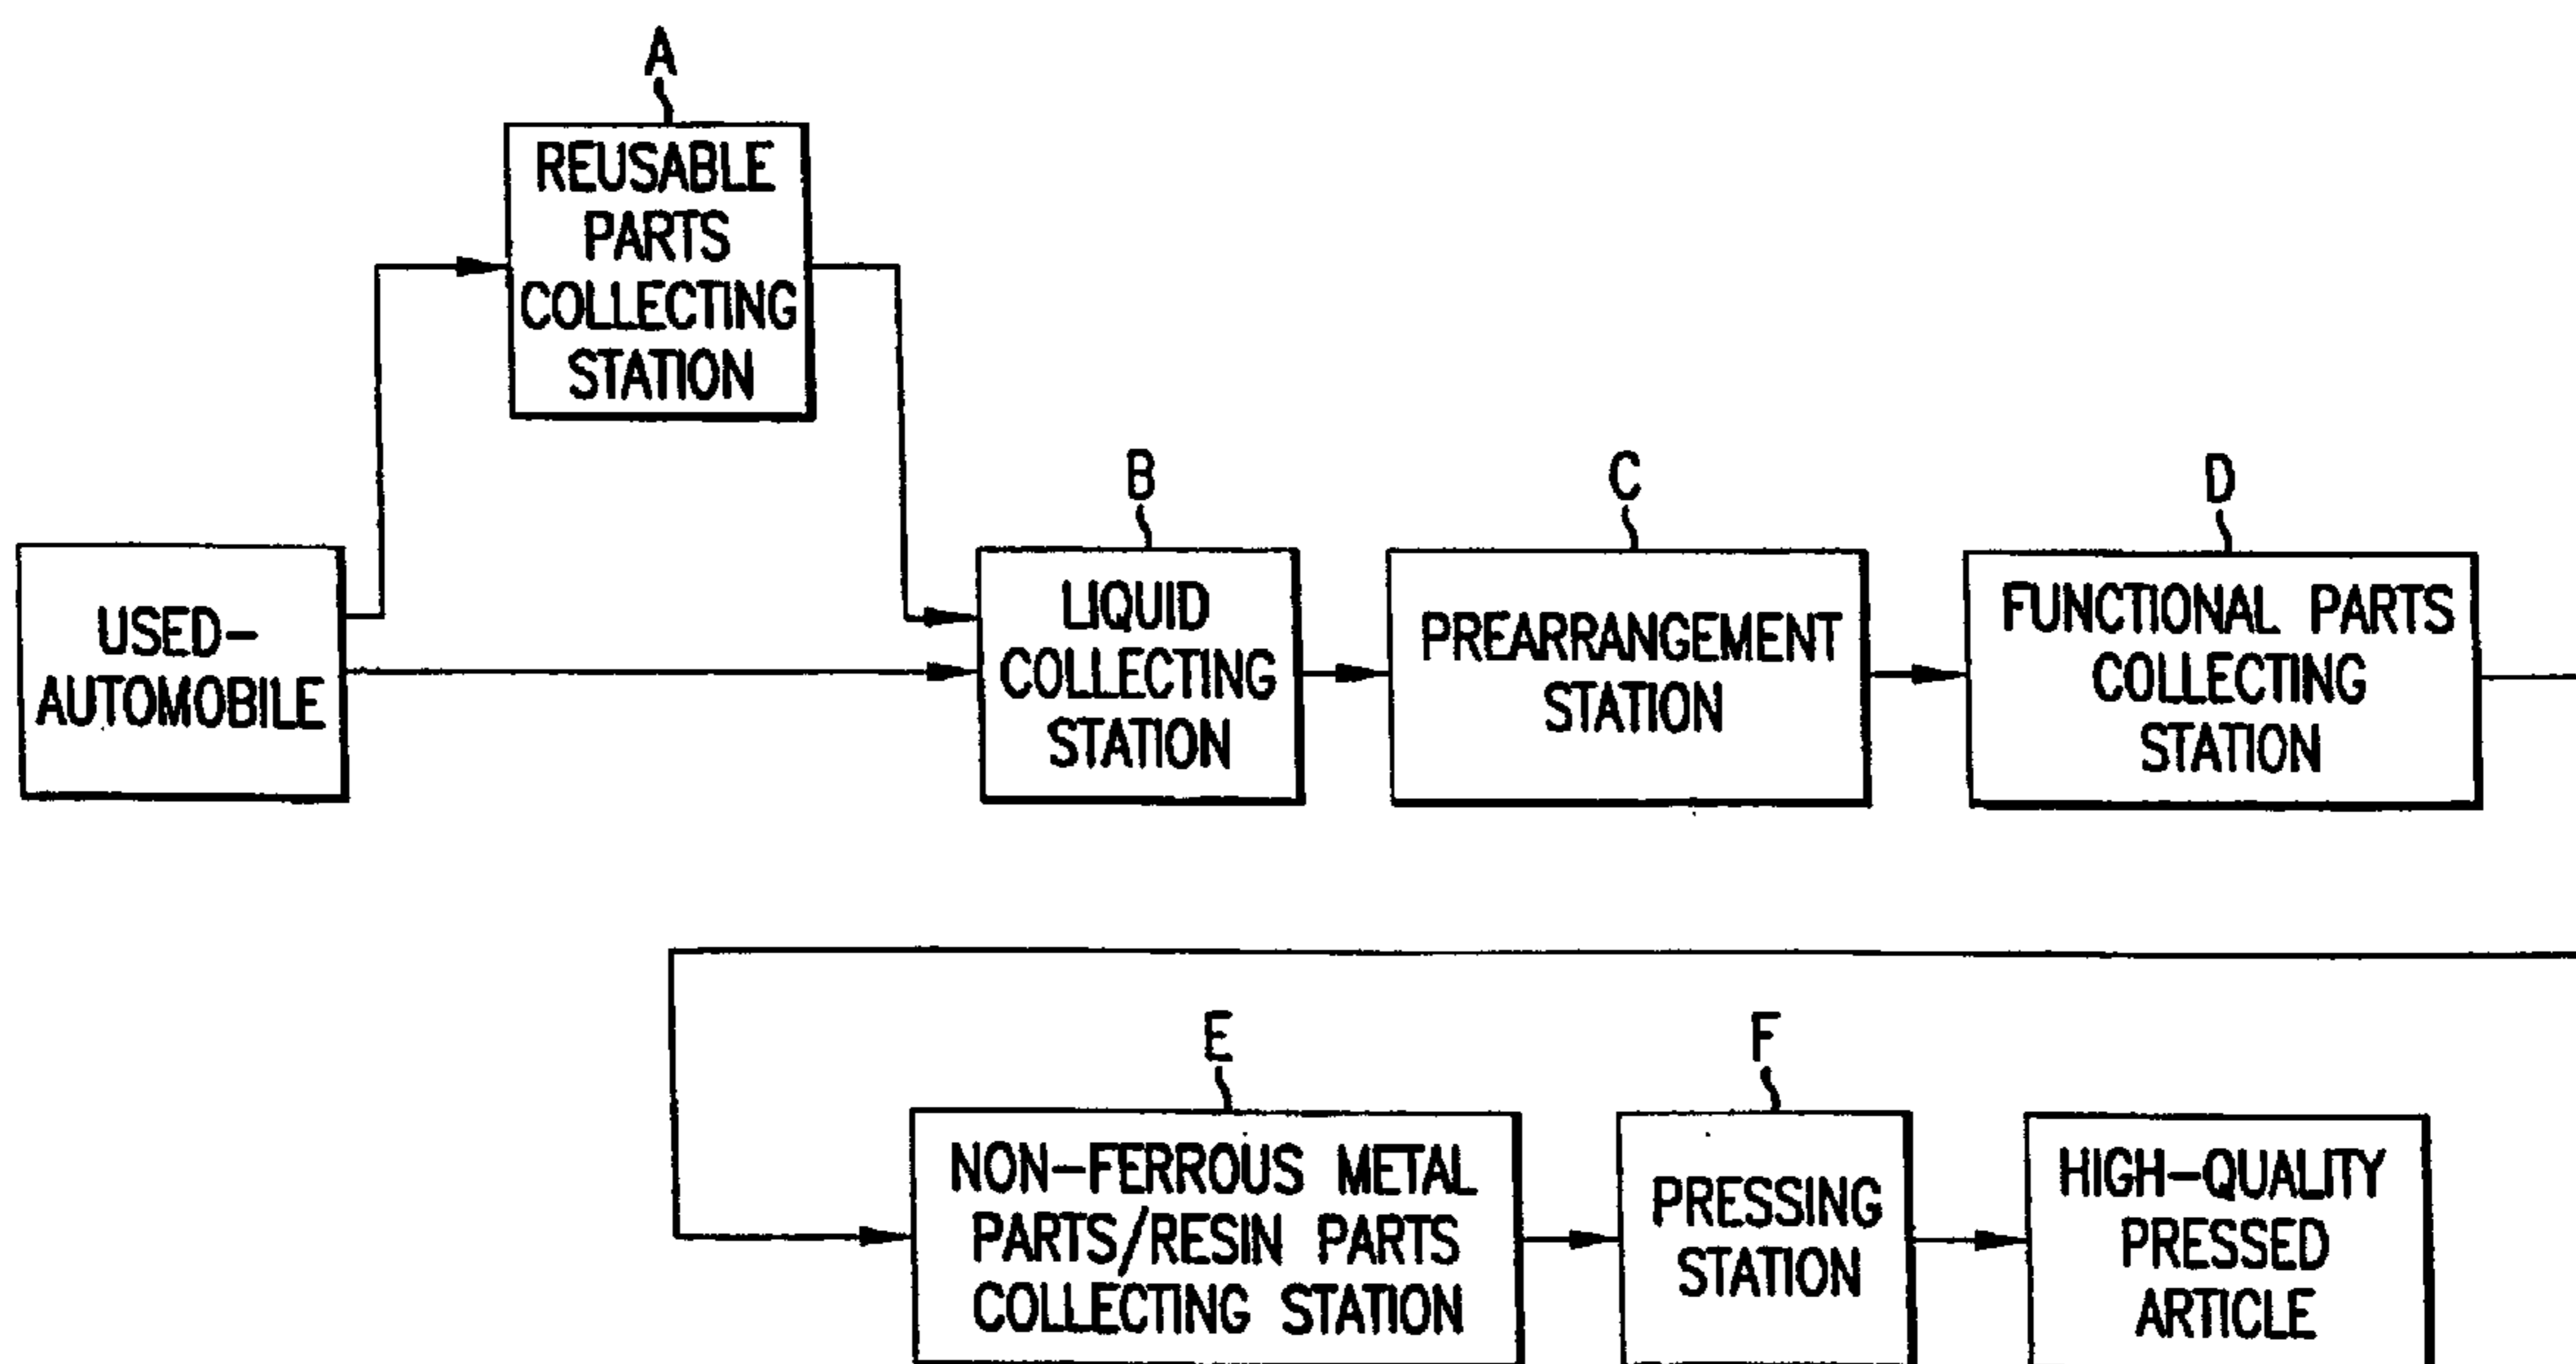 A
REUSABLE
PARTS
COLLECTING
STATION
USED-
AUTOMOBILE
B
LIQUID
COLLECTING
STATION
C
PREARRANGEMENT
STATION
D
FUNCTIONAL PARTS
COLLECTING
STATION
E
NON-FERROUS METAL
PARTS/RESIN PARTS
COLLECTING STATION
F
PRESSING
STATION
HIGH-QUALITY
PRESSED
ARTICLE